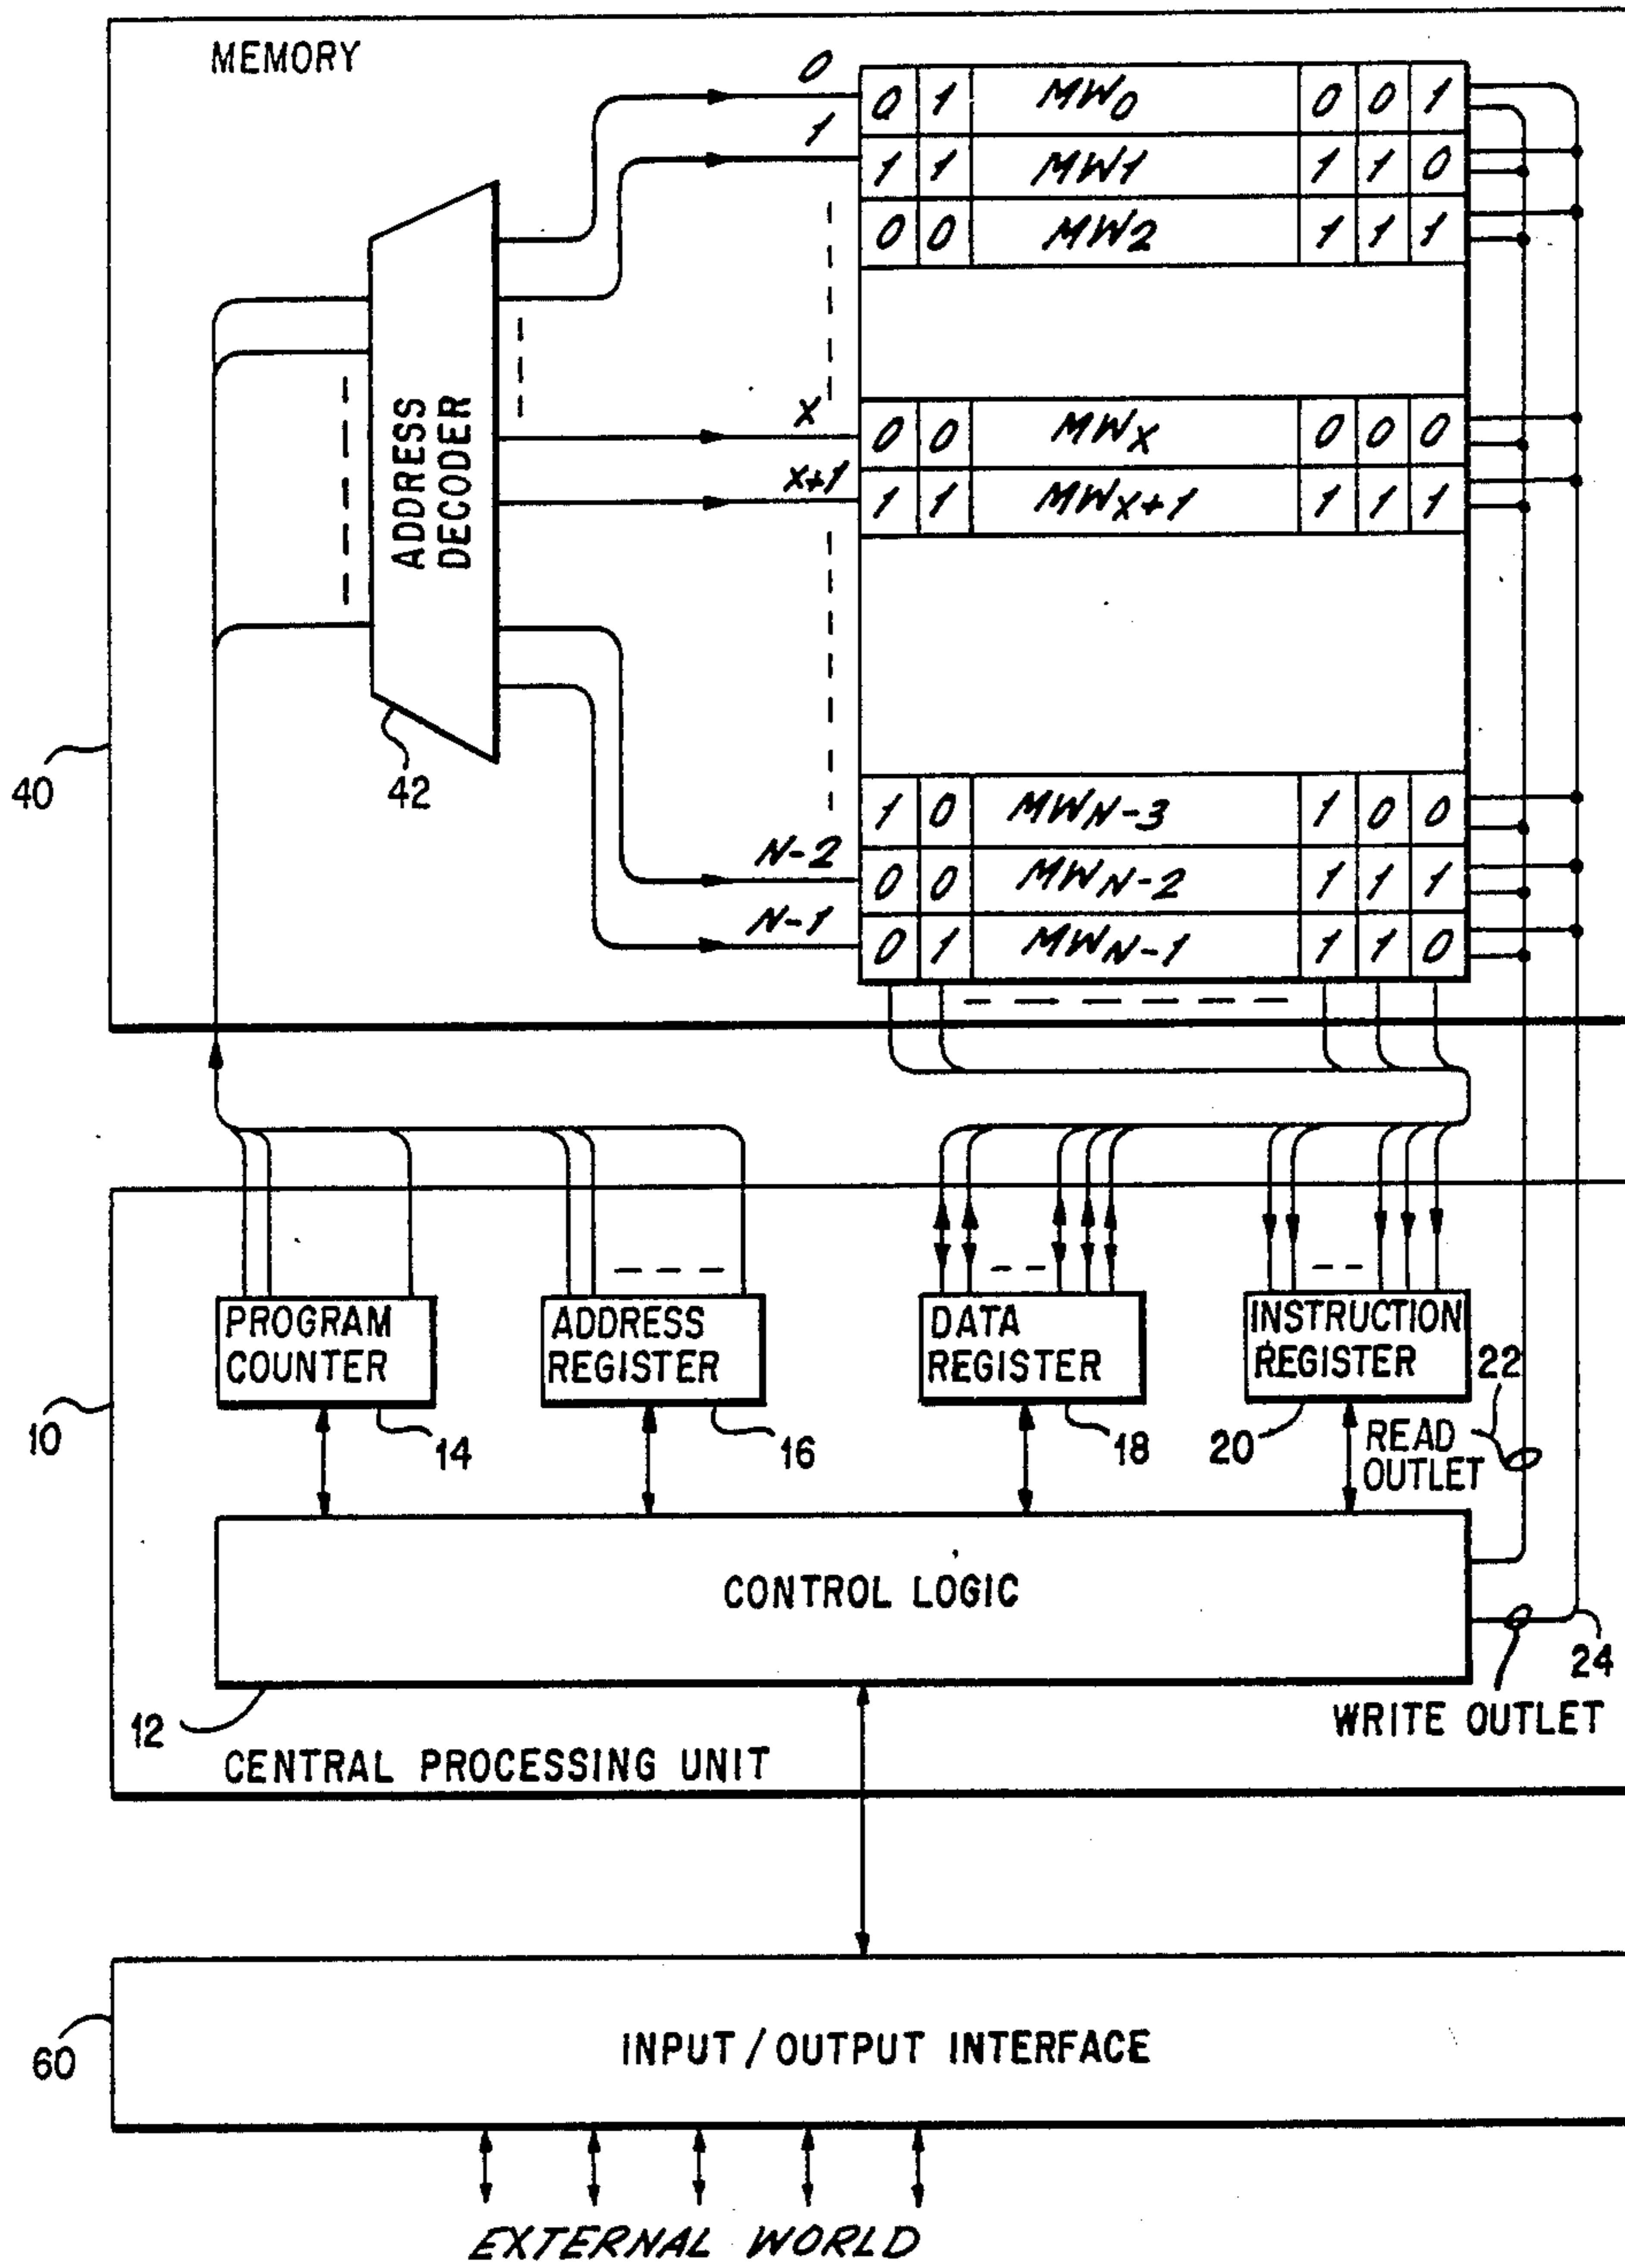 MEMORY
0
0 1 MW0 0 0 1
1
1 1 MW1 1 1 0
0 0 MW2 1 1 1
ADDRESS
DECODER
X
0 0 MWX 0 0 0
X+1
1 1 MWX+1 1 1 1
40
42
1 0 MWN-3 1 0 0
N-2
0 0 MWN-2 1 1 1
N-1
0 1 MWN-1 1 1 0
PROGRAM
COUNTER
ADDRESS
REGISTER
DATA
REGISTER
INSTRUCTION
REGISTER
22
10
14
16
18
20
READ
OUTLET
CONTROL LOGIC
24
12
WRITE OUTLET
CENTRAL PROCESSING UNIT
INPUT/OUTPUT INTERFACE
60
EXTERNAL WORLD